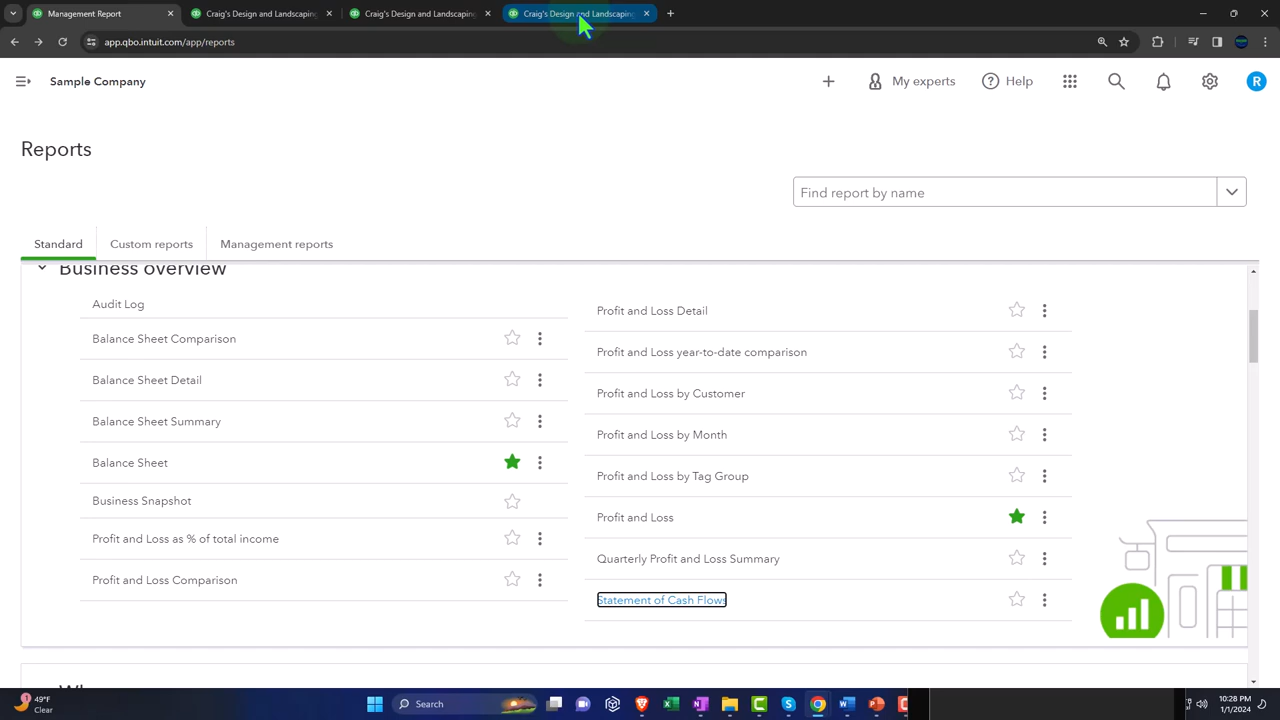 Management Report
Craig's Design and Landscaping
Craig's Design and Landscaping
Craig's Design and Landscaping
app.qbo.intuit.com/app/reports
Sample Company
My experts
Help
R
Reports
Find report by name
Standard
Custom reports
Management reports
Business overview
Audit Log
Balance Sheet Comparison
Balance Sheet Detail
Balance Sheet Summary
Balance Sheet
Business Snapshot
Profit and Loss as % of total income
Profit and Loss Comparison
Profit and Loss Detail
Profit and Loss year-to-date comparison
Profit and Loss by Customer
Profit and Loss by Month
Profit and Loss by Tag Group
Profit and Loss
Quarterly Profit and Loss Summary
Statement of Cash Flows
49°F
Clear
Search
10:28 PM
1/1/2024